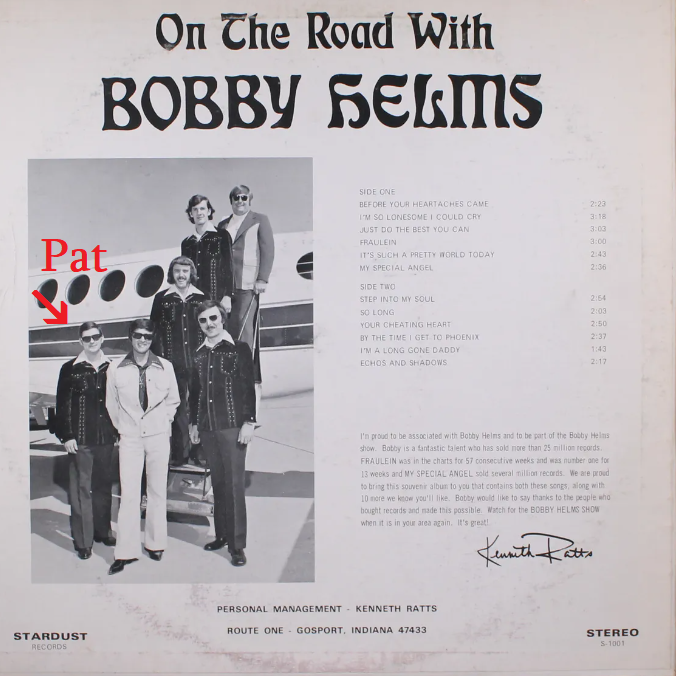 On The Road With
BOBBY HELMS
Pat
SIDE ONE
BEFORE YOUR HEARTACHES CAME 2:23
I'M SO LONESOME I COULD CRY 3:18
JUST DO THE BEST YOU CAN 3:03
FRAULEIN 3:00
IT'S SUCH A PRETTY WORLD TODAY 2:43
MY SPECIAL ANGEL 2:36
SIDE TWO
STEP INTO MY SOUL 2:54
SO LONG 2:03
YOUR CHEATING HEART 2:50
BY THE TIME I GET TO PHOENIX 2:37
I'M A LONG GONE DADDY 1:43
ECHOS AND SHADOWS 2:17
I'm proud to be associated with Bobby Helms and to be part of the Bobby Helms
show. Bobby is a fantastic talent who has sold more than 25 million records.
FRAULEIN was in the charts for 57 consecutive weeks and was number one for
13 weeks and MY SPECIAL ANGEL sold several million records. We are proud
to bring this souvenir album to you that contains both these songs, along with
10 more we know you'll like. Bobby would like to say thanks to the people who
bought records and made this possible. Watch for the BOBBY HELMS SHOW
when it is in your area again. It's great!
Kenneth Ratts
PERSONAL MANAGEMENT - KENNETH RATTS
ROUTE ONE - GOSPORT, INDIANA 47433
STARDUST
RECORDS
STEREO
S-1001